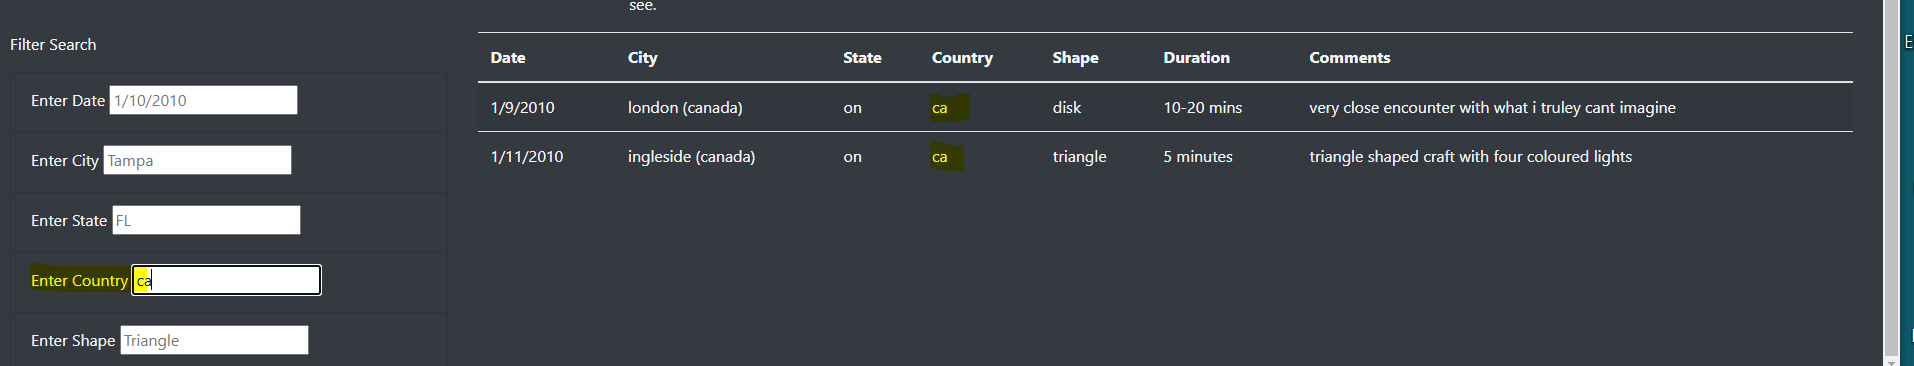 see.
Filter Search
Enter Date 1/10/2010
Enter City Tampa
Enter State FL
Enter Country ca
Enter Shape Triangle
Date City State Country Shape Duration Comments
1/9/2010 london (canada) on ca disk 10-20 mins very close encounter with what i truley cant imagine
1/11/2010 ingleside (canada) on ca triangle 5 minutes triangle shaped craft with four coloured lights
E